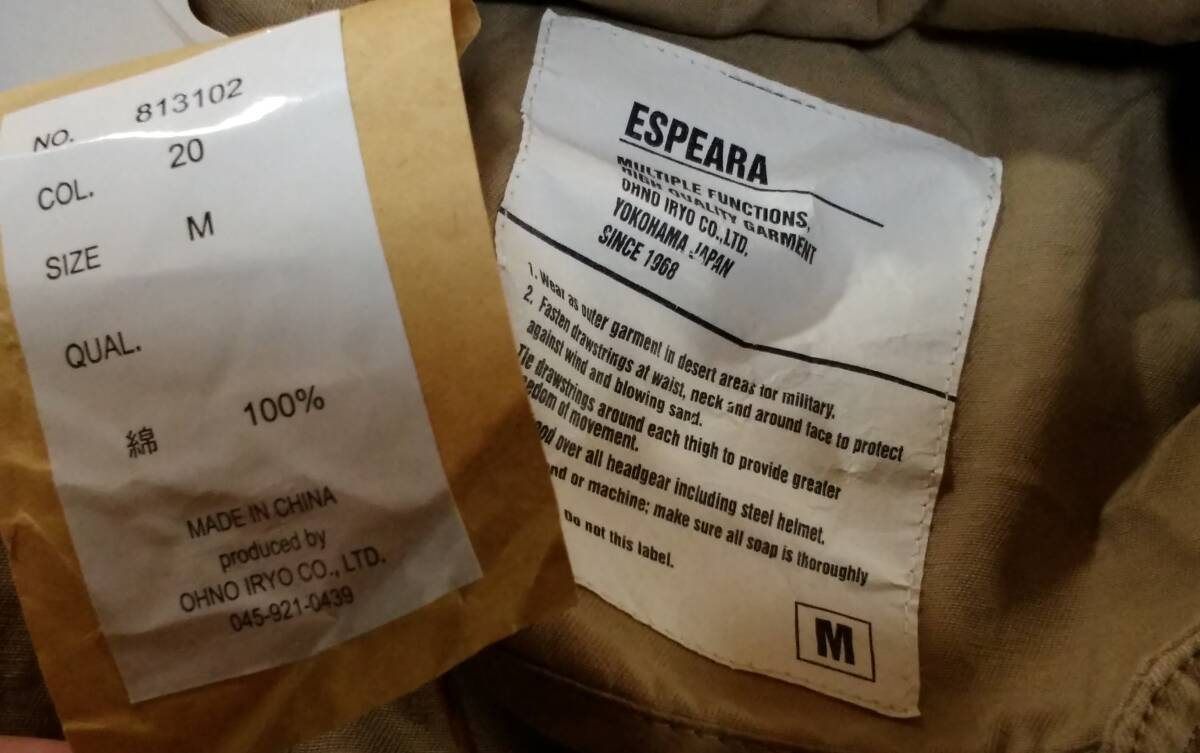 NO. 813102
COL. 20
SIZE M
QUAL.
綿 100%
MADE IN CHINA
produced by
OHNO IRYO CO., LTD.
045-921-0439
ESPEARA
MULTIPLE FUNCTIONS,
HIGH QUALITY GARMENT
OHNO IRYO CO.,LTD.
YOKOHAMA JAPAN
SINCE 1968
1. Wear as outer garment in desert areas for military.
2. Fasten drawstrings at waist, neck and around face to protect
against wind and blowing sand.
Tie drawstrings around each thigh to provide greater
edom of movement.
ood over all headgear including steel helmet.
nd or machine; make sure all soap is thoroughly
Do not this label.
M